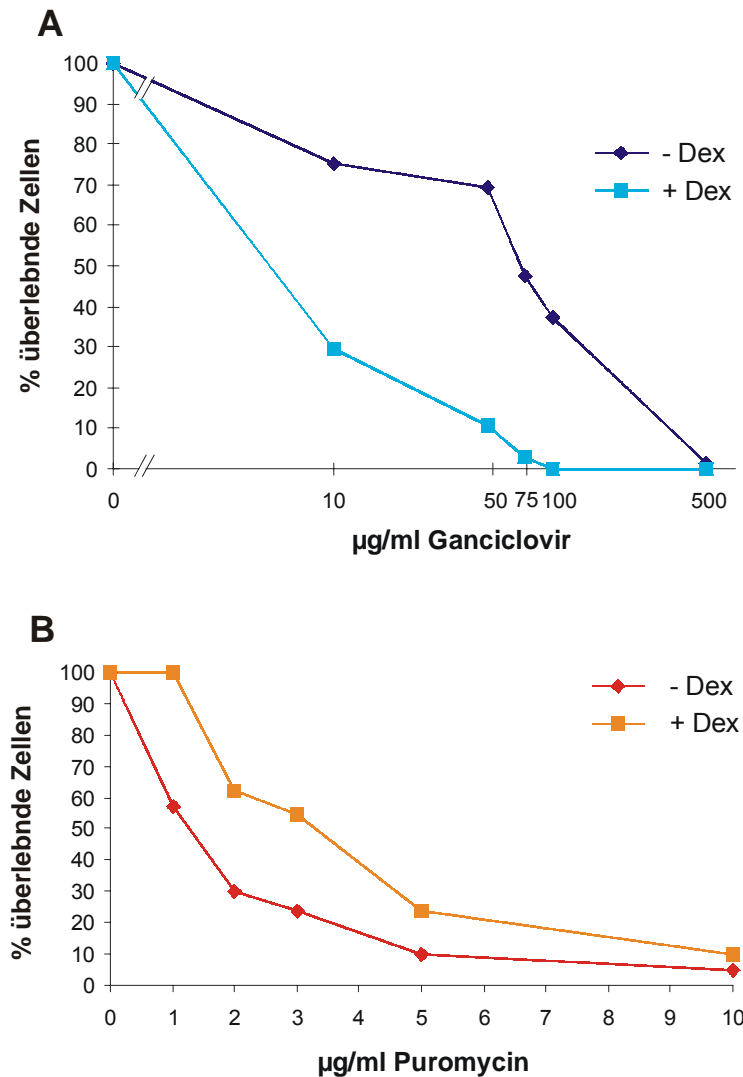 A
100
90
80
70
60
50
40
30
20
10
0
% überlebnde Zellen
- Dex
+ Dex
0 10 50 75 100 500
µg/ml Ganciclovir
B
100
90
80
70
60
50
40
30
20
10
0
% überlebnde Zellen
- Dex
+ Dex
0 1 2 3 4 5 6 7 8 9 10
µg/ml Puromycin